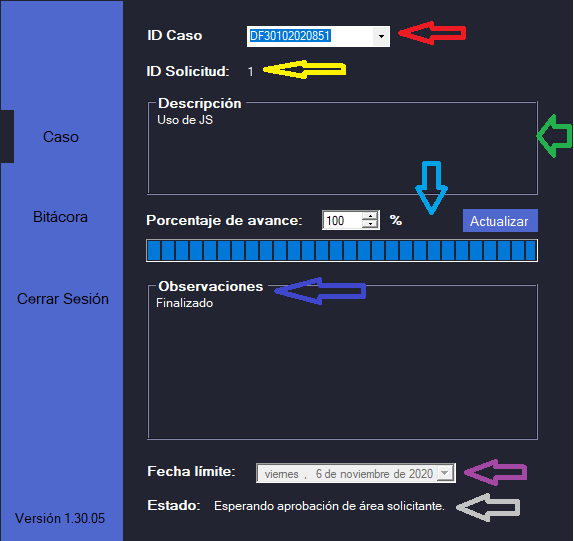 ID Caso DF30102020851
ID Solicitud: 1
Descripción
Uso de JS
Caso
Bitácora
Porcentaje de avance: 100 % Actualizar
Observaciones
Finalizado
Cerrar Sesión
Fecha límite: viernes , 6 de noviembre de 2020
Estado: Esperando aprobación de área solicitante.
Versión 1.30.05